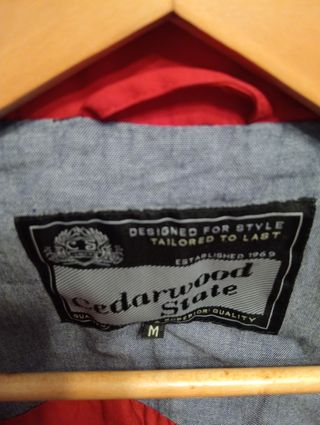 DESIGNED FOR STYLE
TAILORED TO LAST
ESTABLISHED 1969
Cedarwood
State
SUPERIOR QUALITY
M